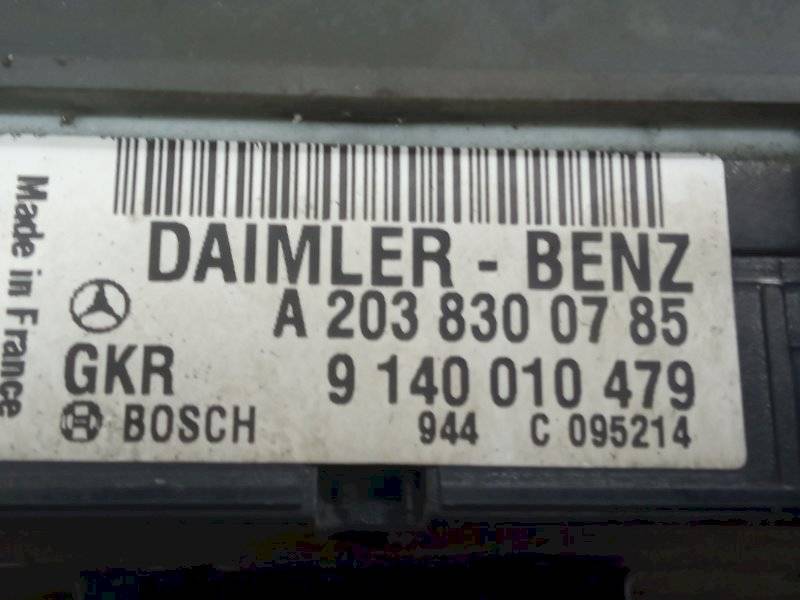 DAIMLER - BENZ
A 203 830 07 85
GKR 9 140 010 479
BOSCH 944 C 095214
Made in France